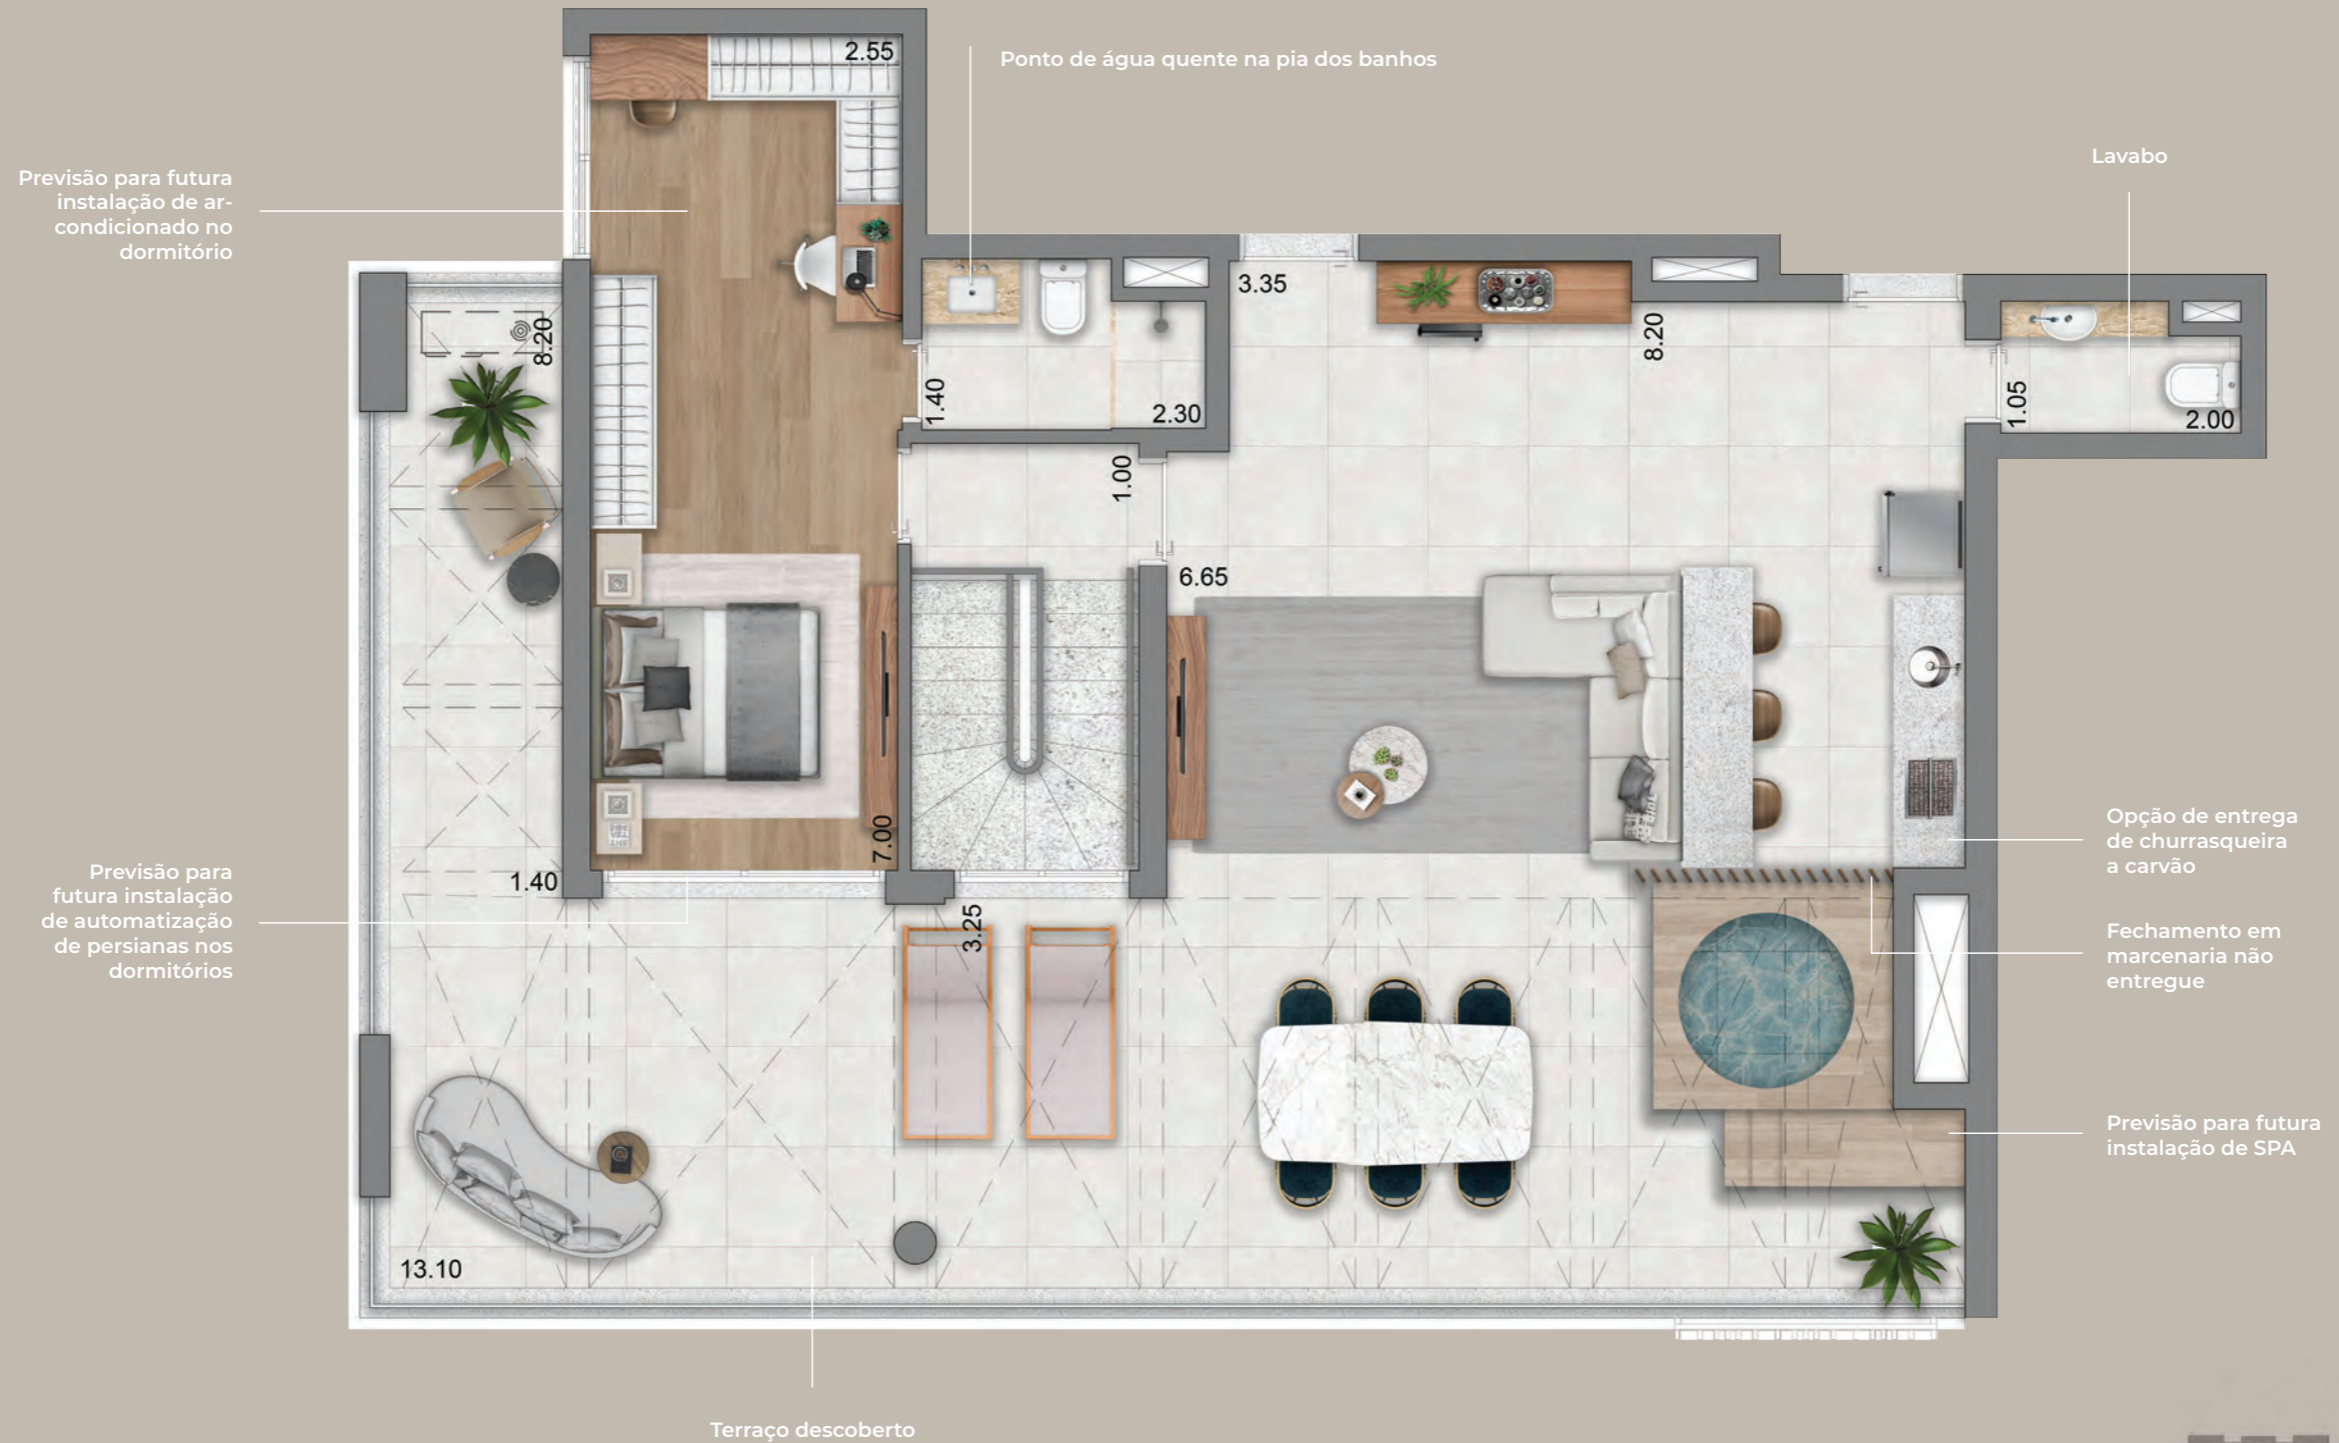 2.55
Ponto de água quente na pia dos banhos
Lavabo
Previsão para futura
instalação de ar-
condicionado no
dormitório
3.35
8.20
8.20
1.40
2.30
1.05
2.00
1.00
6.65
7.00
1.40
3.25
Previsão para
futura instalação
de automatização
de persianas nos
dormitórios
Opção de entrega
de churrasqueira
a carvão
Fechamento em
marcenaria não
entregue
Previsão para futura
instalação de SPA
13.10
Terraço descoberto